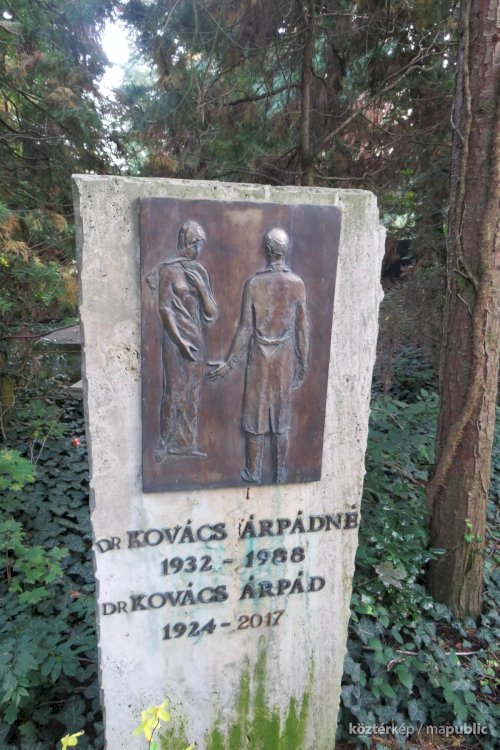 DR KOVÁCS ÁRPÁDNÉ
1932 - 1988
DR KOVÁCS ÁRPÁD
1924 - 2017
köztérkép / mapublic